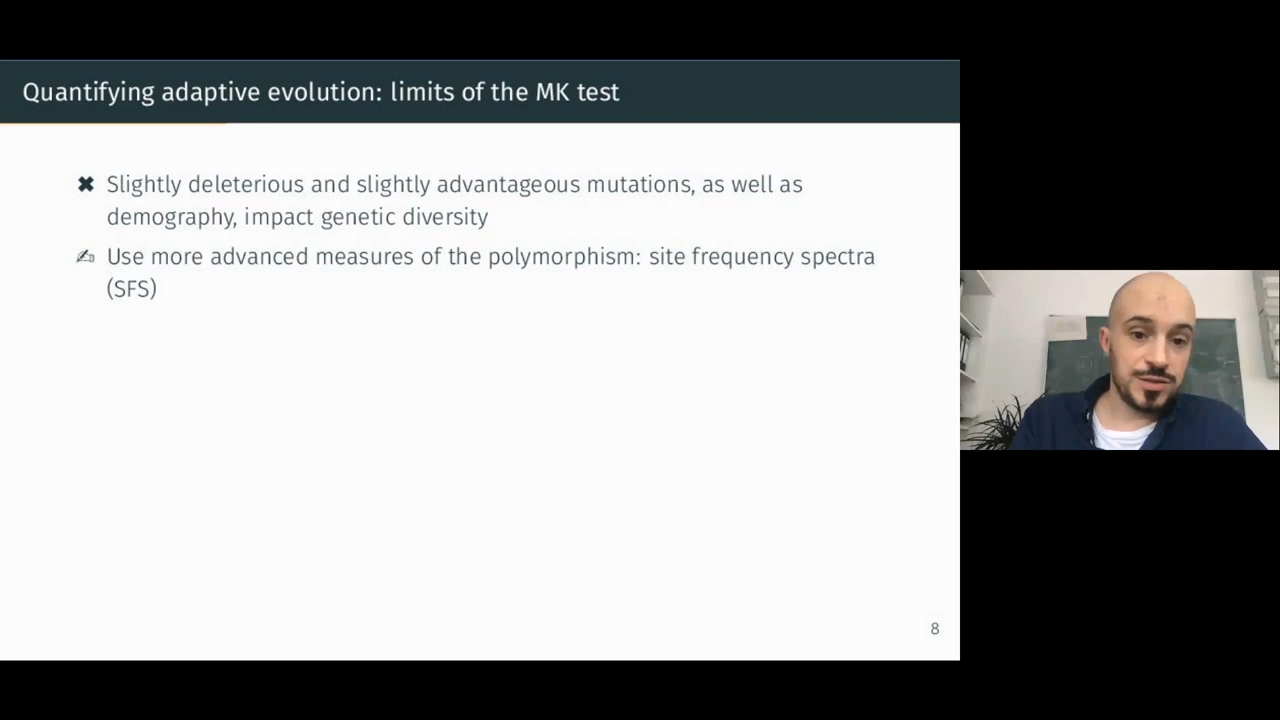 Quantifying adaptive evolution: limits of the MK test
✖ Slightly deleterious and slightly advantageous mutations, as well as
demography, impact genetic diversity
✍ Use more advanced measures of the polymorphism: site frequency spectra
(SFS)
8